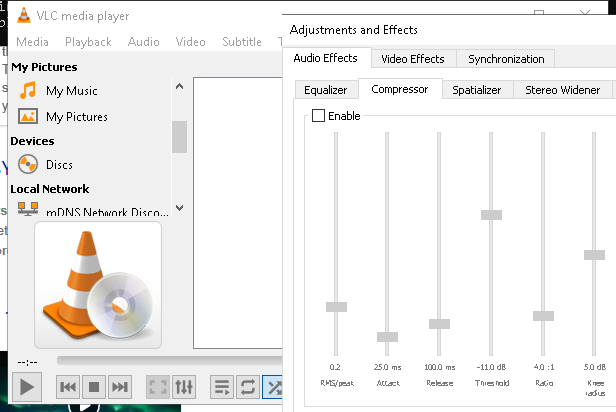 VLC media player
Media Playback Audio Video Subtitle
My Pictures
My Music
My Pictures
Devices
Discs
Local Network
mDNS Network Disco...
--:--
Adjustments and Effects
Audio Effects Video Effects Synchronization
Equalizer Compressor Spatializer Stereo Widener
Enable
0.2 25.0 ms 100.0 ms -11.0 dB 4.0 :1 5.0 dB
RMS/peak Attack Release Threshold Ratio Knee
radius